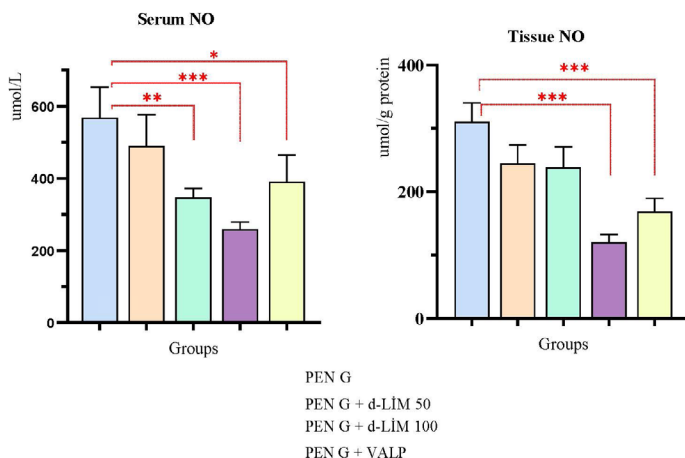 Serum NO
umol/L
600
400
200
0
*
***
**
Groups
Tissue NO
umol/g protein
400
200
0
***
***
Groups
PEN G
PEN G + d-LİM 50
PEN G + d-LİM 100
PEN G + VALP